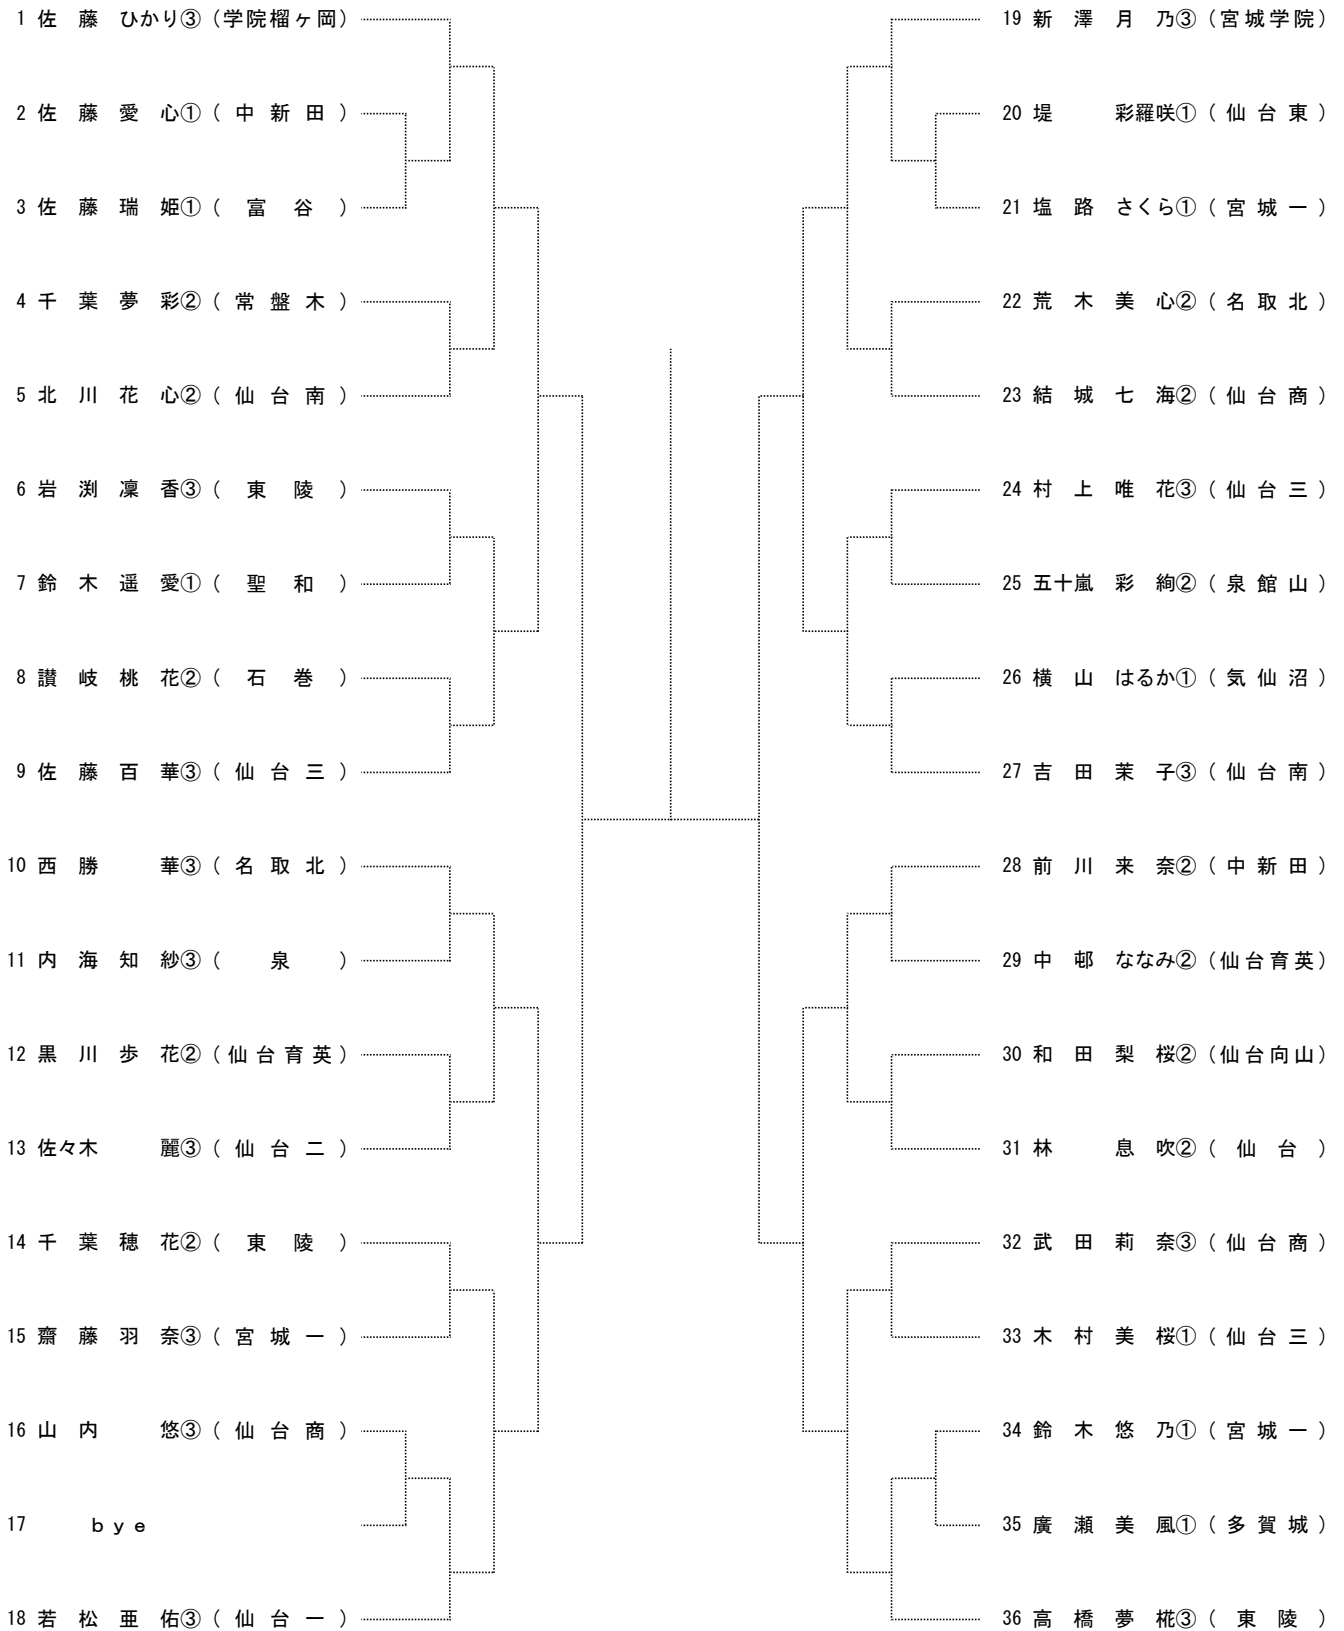 1 佐藤 ひかり③(学院榴ヶ岡)
2 佐藤愛心①(中新田)
3 佐藤瑞姫①(富谷)
4 千葉夢彩②(常盤木)
5 北川花心②(仙台南)
6 岩渕凜香③(東陵)
7 鈴木遥愛①(聖和)
8 讃岐桃花②(石巻)
9 佐藤百華③(仙台三)
10 西勝 華③(名取北)
11 内海知紗③(泉)
12 黒川歩花②(仙台育英)
13 佐々木 麗③(仙台二)
14 千葉穂花②(東陵)
15 齋藤羽奈③(宮城一)
16 山内 悠③(仙台商)
17 bye
18 若松亜佑③(仙台一)
19 新澤月乃③(宮城学院)
20 堤 彩羅咲①(仙台東)
21 塩路 さくら①(宮城一)
22 荒木美心②(名取北)
23 結城七海②(仙台商)
24 村上唯花③(仙台三)
25 五十嵐彩絢②(泉館山)
26 横山 はるか①(気仙沼)
27 吉田茉子③(仙台南)
28 前川来奈②(中新田)
29 中邨 ななみ②(仙台育英)
30 和田梨桜②(仙台向山)
31 林 息吹②(仙台)
32 武田莉奈③(仙台商)
33 木村美桜①(仙台三)
34 鈴木悠乃①(宮城一)
35 廣瀬美風①(多賀城)
36 高橋夢椛③(東陵)